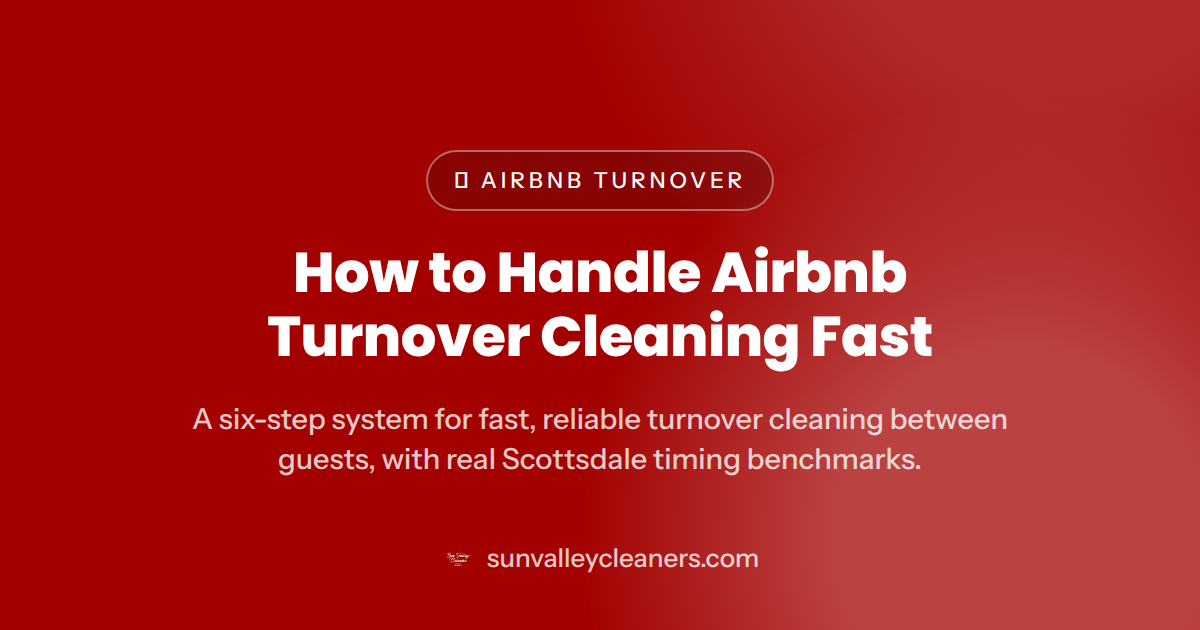 AIRBNB TURNOVER
How to Handle Airbnb
Turnover Cleaning Fast
A six-step system for fast, reliable turnover cleaning between
guests, with real Scottsdale timing benchmarks.
sunvalleycleaners.com